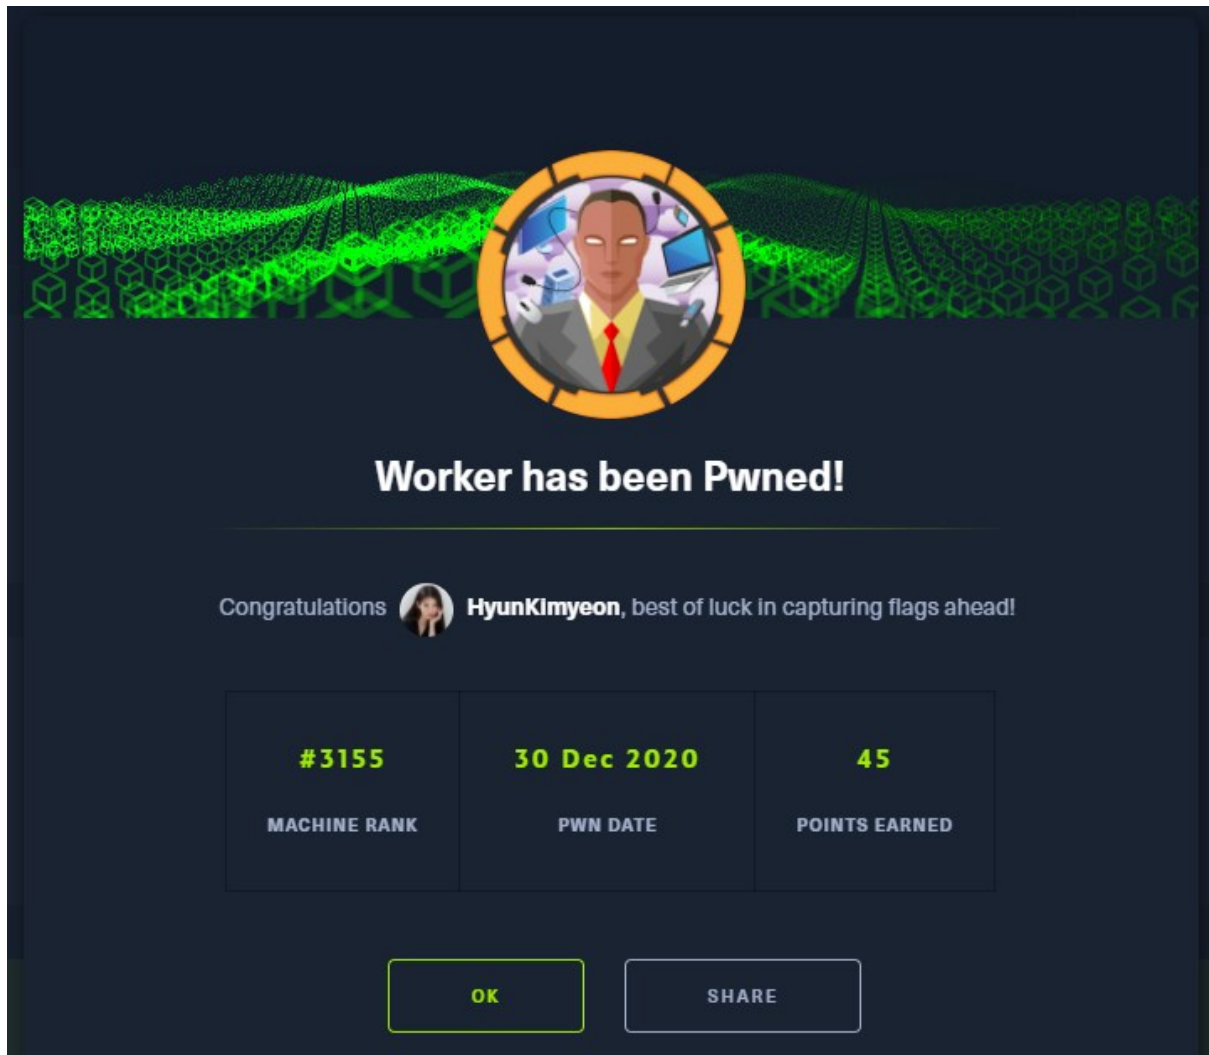 Worker has been Pwned!
Congratulations HyunKImyeon, best of luck in capturing flags ahead!
#3155 30 Dec 2020 45
MACHINE RANK PWN DATE POINTS EARNED
OK SHARE